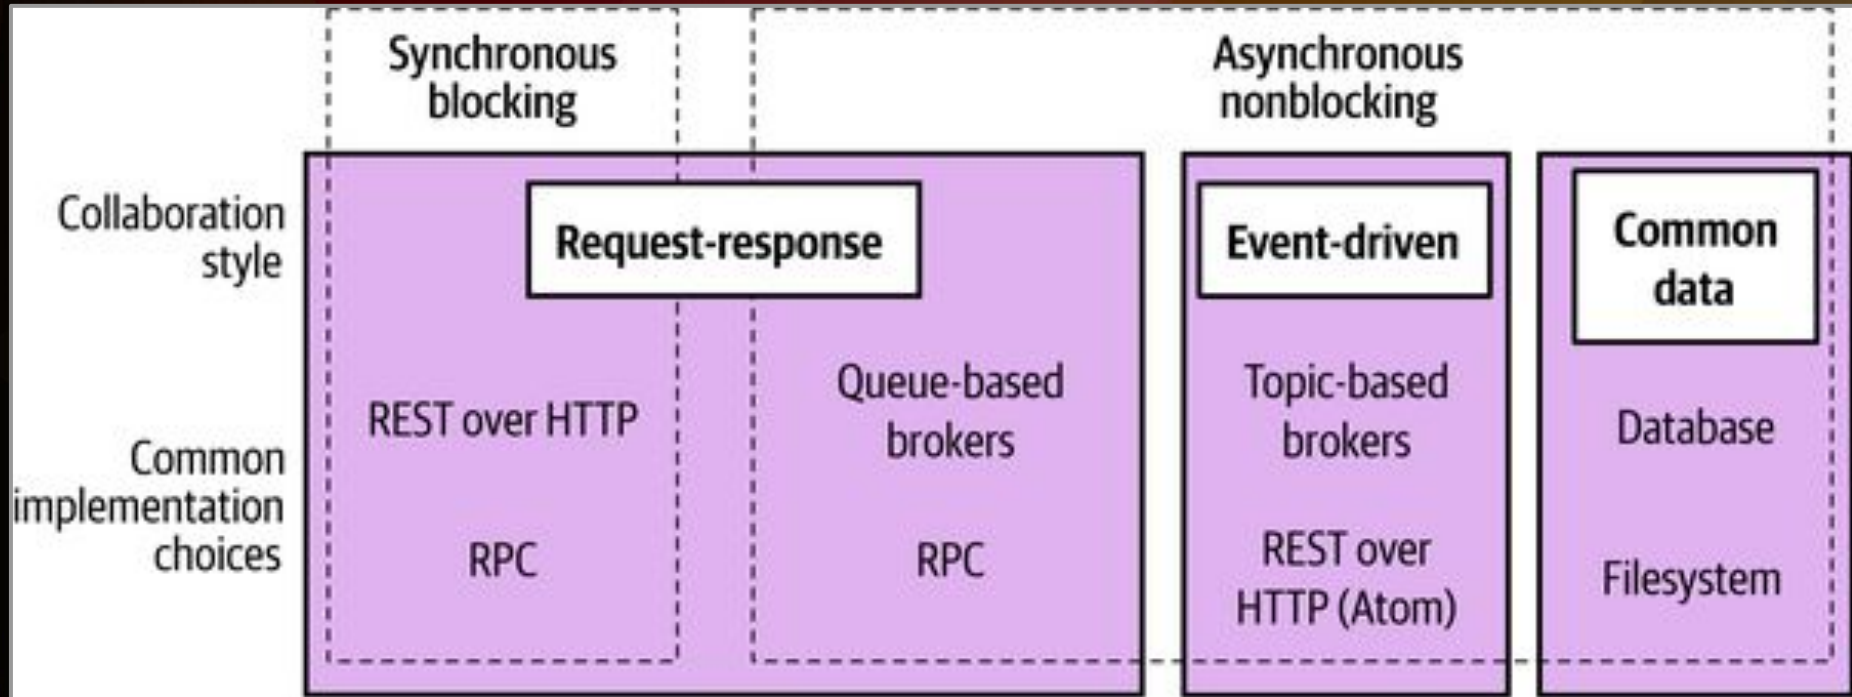 Synchronous
blocking
Asynchronous
nonblocking
Collaboration
style
Request-response
Event-driven
Common
data
Common
implementation
choices
REST over HTTP
RPC
Queue-based
brokers
RPC
Topic-based
brokers
REST over
HTTP (Atom)
Database
Filesystem